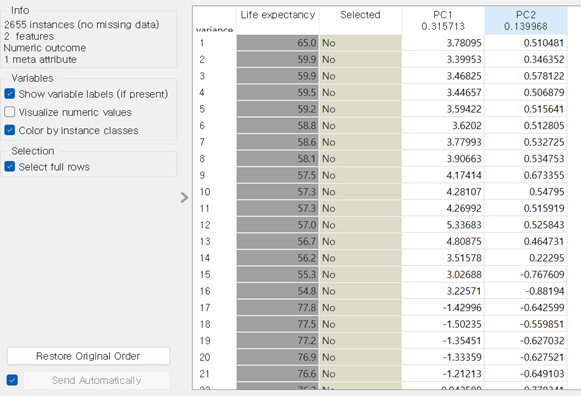 Info
2655 instances (no missing data)
2 features
Numeric outcome
1 meta attribute
Variables
Show variable labels (if present)
Visualize numeric values
Color by instance classes
Selection
Select full rows
Restore Original Order
Send Automatically
Life expectancy Selected PC1 PC2
variance 0.315713 0.139968
1 65.0 No 3.78095 0.510481
2 59.9 No 3.39953 0.346352
3 59.9 No 3.46825 0.578122
4 59.5 No 3.44657 0.506879
5 59.2 No 3.59422 0.515641
6 58.8 No 3.6202 0.512805
7 58.6 No 3.77993 0.532725
8 58.1 No 3.90663 0.534753
9 57.5 No 4.17414 0.673355
10 57.3 No 4.28107 0.54795
11 57.3 No 4.26992 0.515919
12 57.0 No 5.33683 0.525843
13 56.7 No 4.80875 0.464731
14 56.2 No 3.51578 0.22295
15 55.3 No 3.02688 -0.767609
16 54.8 No 3.22571 -0.88194
17 77.8 No -1.42996 -0.642599
18 77.5 No -1.50235 -0.559851
19 77.2 No -1.35451 -0.627032
20 76.9 No -1.33359 -0.627521
21 76.6 No -1.21213 -0.649103